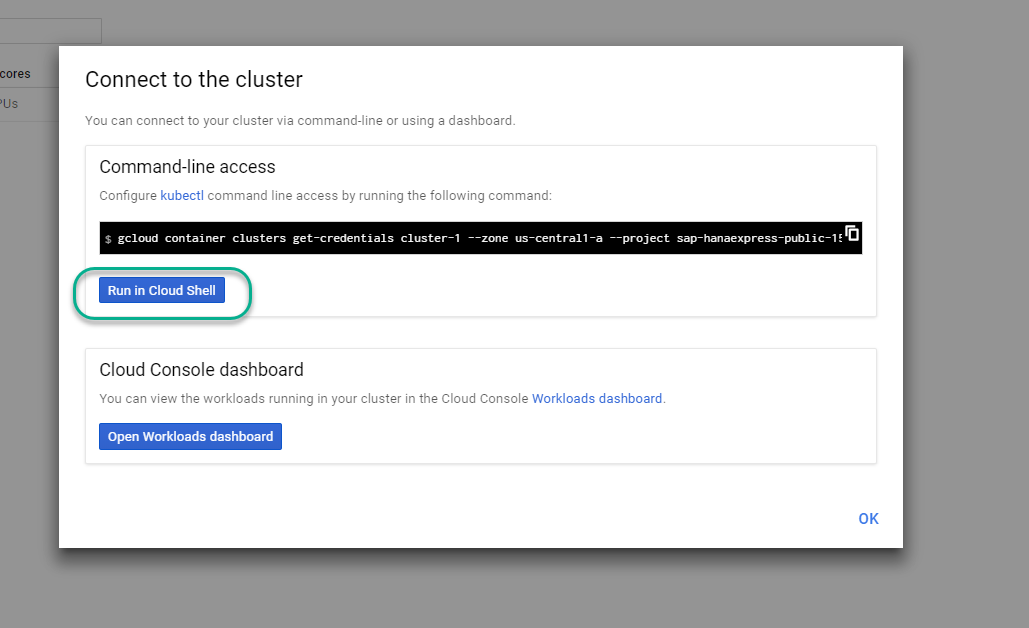 cores
PUs
Connect to the cluster
You can connect to your cluster via command-line or using a dashboard.
Command-line access
Configure kubectl command line access by running the following command:
$ gcloud container clusters get-credentials cluster-1 --zone us-central1-a --project sap-hanaexpress-public-15
Run in Cloud Shell
Cloud Console dashboard
You can view the workloads running in your cluster in the Cloud Console Workloads dashboard.
Open Workloads dashboard
OK